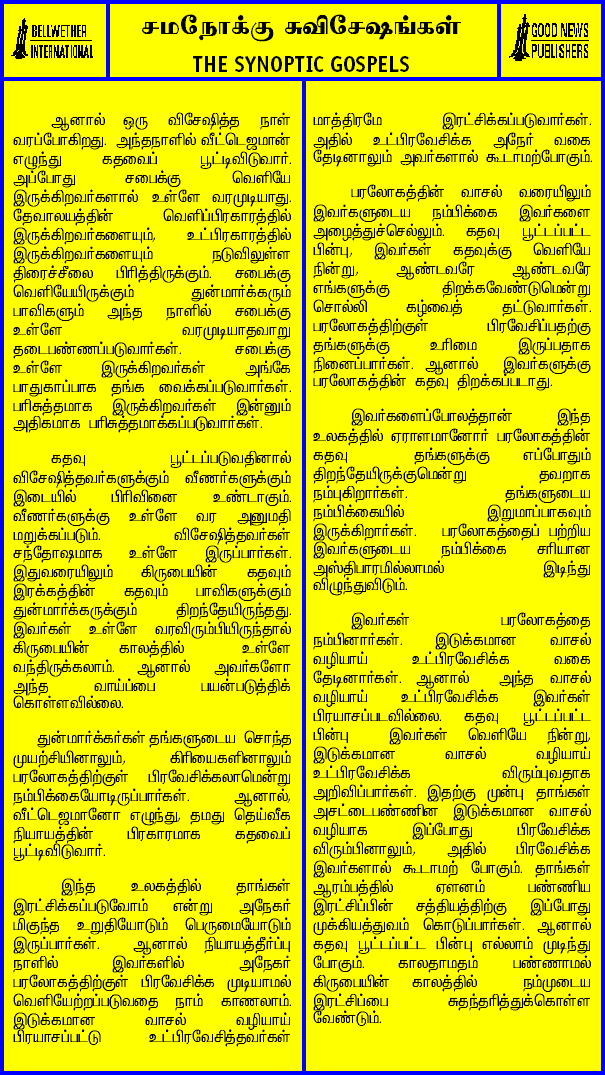 BELLWETHER
INTERNATIONAL
சமநோக்கு சுவிசேஷங்கள்
THE SYNOPTIC GOSPELS
GOOD NEWS
PUBLISHERS
ஆனால் ஒரு விசேஷித்த நாள்
வரப்போகிறது. அந்தநாளில் வீட்டெஜமான்
எழுந்து கதவைப் பூட்டிவிடுவார்.
அப்போது சபைக்கு வெளியே
இருக்கிறவர்களால் உள்ளே வரமுடியாது.
தேவாலயத்தின் வெளிப்பிரகாரத்தில்
இருக்கிறவர்களையும், உட்பிரகாரத்தில்
இருக்கிறவர்களையும் நடுவிலுள்ள
திரைச்சீலை பிரித்திருக்கும். சபைக்கு
வெளியேயிருக்கும் துன்மார்க்கரும்
பாவிகளும் அந்த நாளில் சபைக்கு
உள்ளே வரமுடியாதவாறு
தடைபண்ணப்படுவார்கள். சபைக்கு
உள்ளே இருக்கிறவர்கள் அங்கே
பாதுகாப்பாக தங்க வைக்கப்படுவார்கள்.
பரிசுத்தமாக இருக்கிறவர்கள் இன்னும்
அதிகமாக பரிசுத்தமாக்கப்படுவார்கள்.
கதவு பூட்டப்படுவதினால்
விசேஷித்தவர்களுக்கும் வீணர்களுக்கும்
இடையில் பிரிவினை உண்டாகும்.
வீணர்களுக்கு உள்ளே வர அனுமதி
மறுக்கப்படும். விசேஷித்தவர்கள்
சந்தோஷமாக உள்ளே இருப்பார்கள்.
இதுவரையிலும் கிருபையின் கதவும்
இரக்கத்தின் கதவும் பாவிகளுக்கும்
துன்மார்க்கருக்கும் திறந்தேயிருந்தது.
இவர்கள் உள்ளே வரவிரும்பியிருந்தால்
கிருபையின் காலத்தில் உள்ளே
வந்திருக்கலாம். ஆனால் அவர்களோ
அந்த வாய்ப்பை பயன்படுத்திக்
கொள்ளவில்லை.
துன்மார்க்கர்கள் தங்களுடைய சொந்த
முயற்சியினாலும், கிரியைகளினாலும்
பரலோகத்திற்குள் பிரவேசிக்கலாமென்று
நம்பிக்கையோடிருப்பார்கள். ஆனால்,
வீட்டெஜமானோ எழுந்து, தமது தெய்வீக
நியாயத்தின் பிரகாரமாக கதவைப்
பூட்டிவிடுவார்.
இந்த உலகத்தில் தாங்கள்
இரட்சிக்கப்படுவோம் என்று அநேகர்
மிகுந்த உறுதியோடும் பெருமையோடும்
இருப்பார்கள். ஆனால் நியாயத்தீர்ப்பு
நாளில் இவர்களில் அநேகர்
பரலோகத்திற்குள் பிரவேசிக்க முடியாமல்
வெளியேற்றப்படுவதை நாம் காணலாம்.
இடுக்கமான வாசல் வழியாய்
பிரயாசப்பட்டு உட்பிரவேசித்தவர்கள்
மாத்திரமே இரட்சிக்கப்படுவார்கள்.
அதில் உட்பிரவேசிக்க அநேர் வகை
தேடினாலும் அவர்களால் கூடாமற்போகும்.
பரலோகத்தின் வாசல் வரையிலும்
இவர்களுடைய நம்பிக்கை இவர்களை
அழைத்துச்செல்லும். கதவு பூட்டப்பட்ட
பின்பு, இவர்கள் கதவுக்கு வெளியே
நின்று, ஆண்டவரே ஆண்டவரே
எங்களுக்கு திறக்கவேண்டுமென்று
சொல்லி கழ்வைத் தட்டுவார்கள்.
பரலோகத்திற்குள் பிரவேசிப்பதற்கு
தங்களுக்கு உரிமை இருப்பதாக
நினைப்பார்கள். ஆனால் இவர்களுக்கு
பரலோகத்தின் கதவு திறக்கப்படாது.
இவர்களைப்போலத்தான் இந்த
உலகத்தில் ஏராளமானோர் பரலோகத்தின்
கதவு தங்களுக்கு எப்போதும்
திறந்தேயிருக்குமென்று தவறாக
நம்புகிறார்கள். தங்களுடைய
நம்பிக்கையில் இறுமாப்பாகவும்
இருக்கிறார்கள். பரலோகத்தைப் பற்றிய
இவர்களுடைய நம்பிக்கை சரியான
அஸ்திபாரமில்லாமல் இடிந்து
விழுந்துவிடும்.
இவர்கள் பரலோகத்தை
நம்பினார்கள். இடுக்கமான வாசல்
வழியாய் உட்பிரவேசிக்க வகை
தேடினார்கள். ஆனால் அந்த வாசல்
வழியாய் உட்பிரவேசிக்க இவர்கள்
பிரயாசப்படவில்லை. கதவு பூட்டப்பட்ட
பின்பு இவர்கள் வெளியே நின்று,
இடுக்கமான வாசல் வழியாய்
உட்பிரவேசிக்க விரும்புவதாக
அறிவிப்பார்கள். இதற்கு முன்பு தாங்கள்
அசட்டைபண்ணின இடுக்கமான வாசல்
வழியாக இப்போது பிரவேசிக்க
விரும்பினாலும், அதில் பிரவேசிக்க
இவர்களால் கூடாமற் போகும். தாங்கள்
ஆரம்பத்தில் ஏளனம் பண்ணிய
இரட்சிப்பின் சத்தியத்திற்கு இப்போது
முக்கியத்துவம் கொடுப்பார்கள். ஆனால்
கதவு பூட்டப்பட்ட பின்பு எல்லாம் முடிந்து
போகும். காலதாமதம் பண்ணாமல்
கிருபையின் காலத்தில் நம்முடைய
இரட்சிப்பை சுதந்தரித்துக்கொள்ள
வேண்டும்.